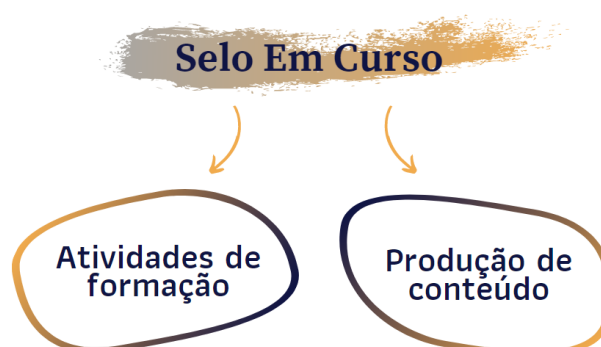 Selo Em Curso
Atividades de
formação
Produção de
conteúdo